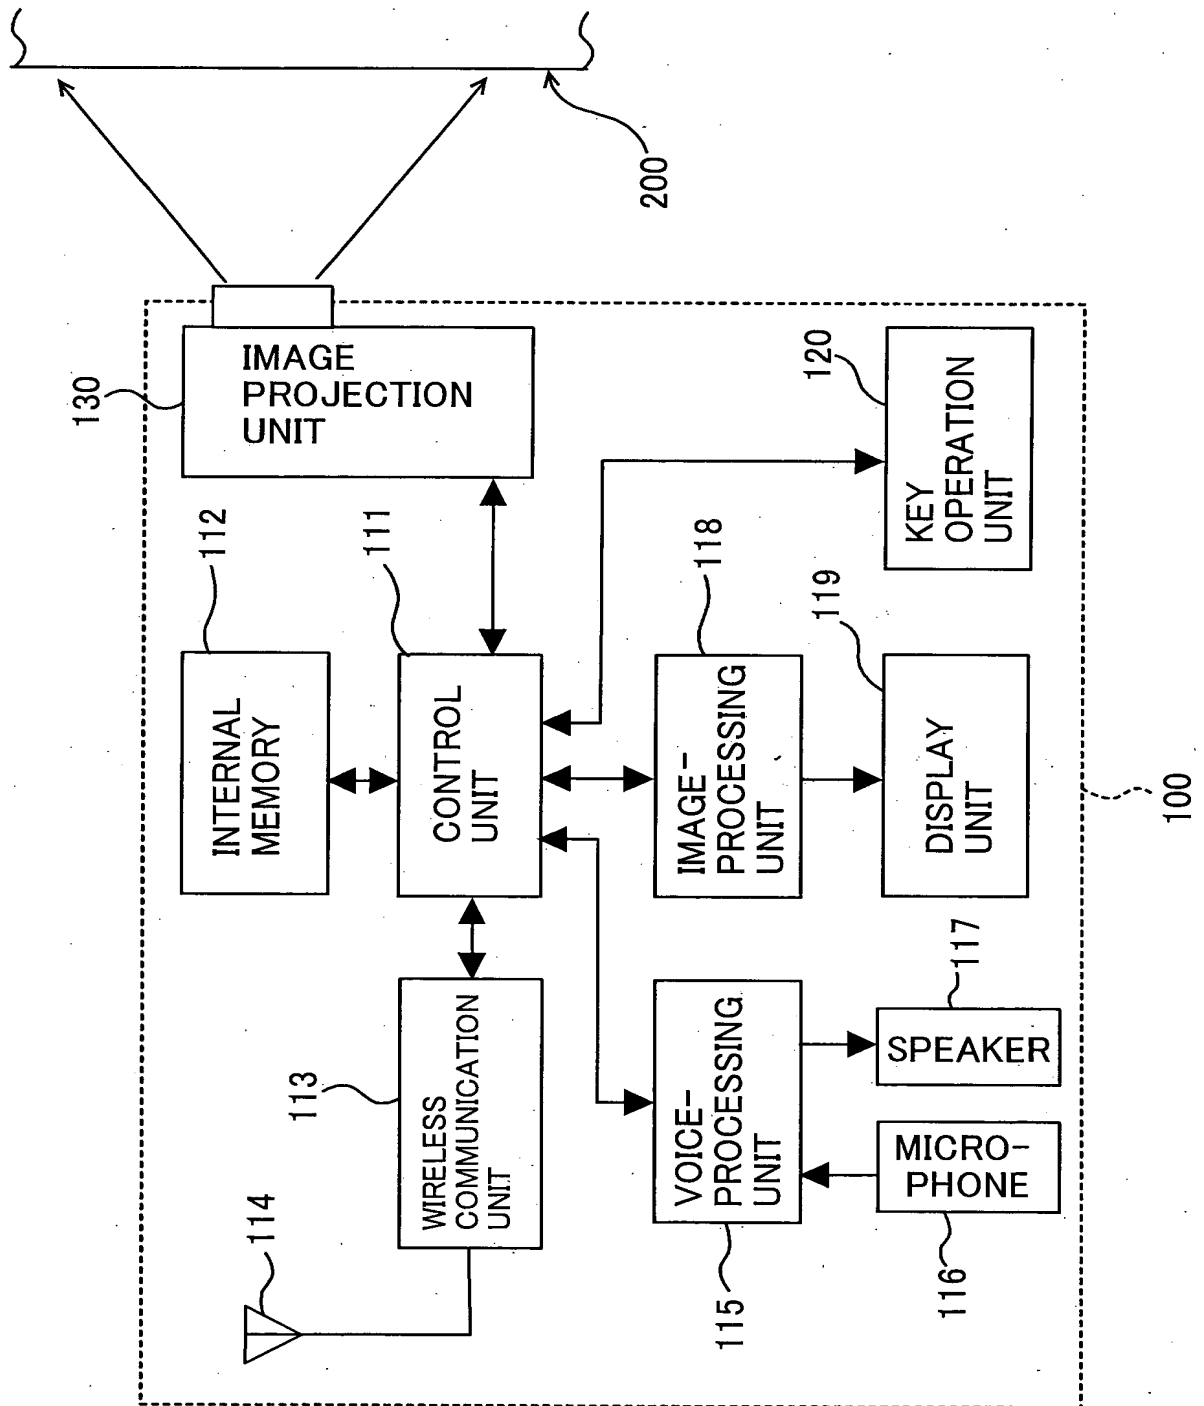 200
130
IMAGE
PROJECTION
UNIT
112
INTERNAL
MEMORY
111
CONTROL
UNIT
120
KEY
OPERATION
UNIT
118
IMAGE-
PROCESSING
UNIT
119
DISPLAY
UNIT
113
WIRELESS
COMMUNICATION
UNIT
114
VOICE-
PROCESSING
UNIT
115
117
SPEAKER
MICRO-
PHONE
116
100